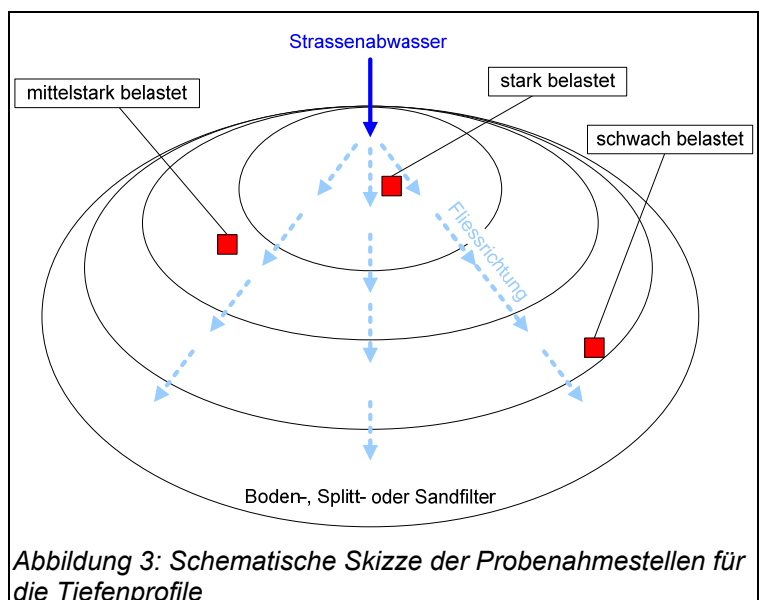 Strassenabwasser
mittelstark belastet
stark belastet
schwach belastet
Fliessrichtung
Boden-, Splitt- oder Sandfilter
Abbildung 3: Schematische Skizze der Probenahmestellen für
die Tiefenprofile